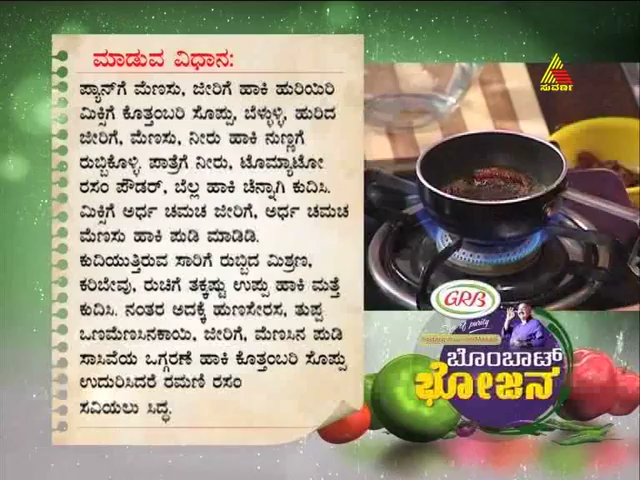 ಮಾಡುವ ವಿಧಾನ:
ಪ್ಯಾನ್‌ಗೆ ಮೆಣಸು, ಜೀರಿಗೆ ಹಾಕಿ ಹುರಿಯಿರಿ
ಮಿಕ್ಸಿಗೆ ಕೊತ್ತಂಬರಿ ಸೊಪ್ಪು, ಬೆಳ್ಳುಳ್ಳಿ, ಹುರಿದ
ಜೀರಿಗೆ, ಮೆಣಸು, ನೀರು ಹಾಕಿ ನುಣ್ಣಗೆ
ರುಬ್ಬಿಕೊಳ್ಳಿ. ಪಾತ್ರೆಗೆ ನೀರು, ಟೊಮ್ಯಾಟೋ
ರಸಂ ಪೌಡರ್, ಬೆಲ್ಲ ಹಾಕಿ ಚೆನ್ನಾಗಿ ಕುದಿಸಿ.
ಮಿಕ್ಸಿಗೆ ಅರ್ಧ ಚಮಚ ಜೀರಿಗೆ, ಅರ್ಧ ಚಮಚ
ಮೆಣಸು ಹಾಕಿ ಪುಡಿ ಮಾಡಿಡಿ.
ಕುದಿಯುತ್ತಿರುವ ಸಾರಿಗೆ ರುಬ್ಬಿದ ಮಿಶ್ರಣ,
ಕರಿಬೇವು, ರುಚಿಗೆ ತಕ್ಕಷ್ಟು ಉಪ್ಪು ಹಾಕಿ ಮತ್ತೆ
ಕುದಿಸಿ. ನಂತರ ಅದಕ್ಕೆ ಹುಣಸೇರಸ, ತುಪ್ಪ
ಒಣಮೆಣಸಿನಕಾಯಿ, ಜೀರಿಗೆ, ಮೆಣಸಿನ ಪುಡಿ
ಸಾಸಿವೆಯ ಒಗ್ಗರಣೆ ಹಾಕಿ ಕೊತ್ತಂಬರಿ ಸೊಪ್ಪು
ಉದುರಿಸಿದರೆ ರಮಣಿ ರಸಂ
ಸವಿಯಲು ಸಿದ್ಧ.
ಸುವರ್ಣ
GRB
purity
ಬೊಂಬಾಟ್
ಭೋಜನ